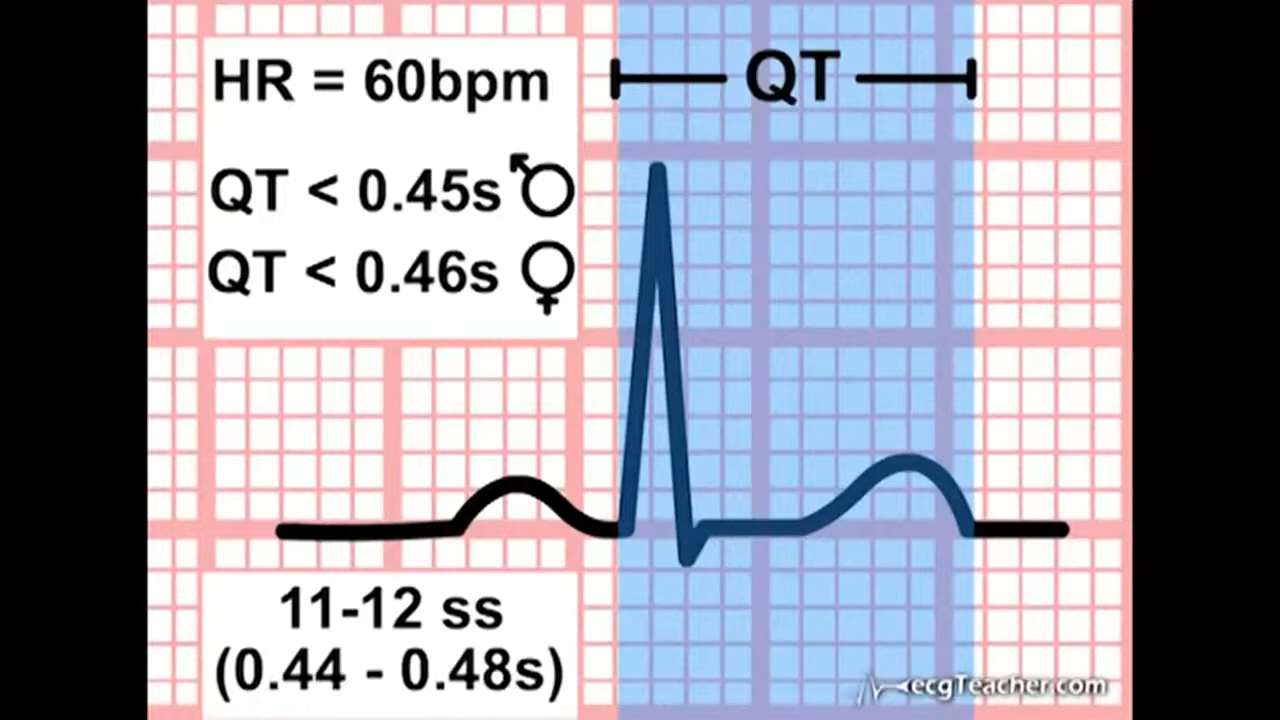 HR = 60bpm
QT < 0.45s ♂
QT < 0.46s ♀
QT
11-12 ss
(0.44 - 0.48s)
ecgTeacher.com